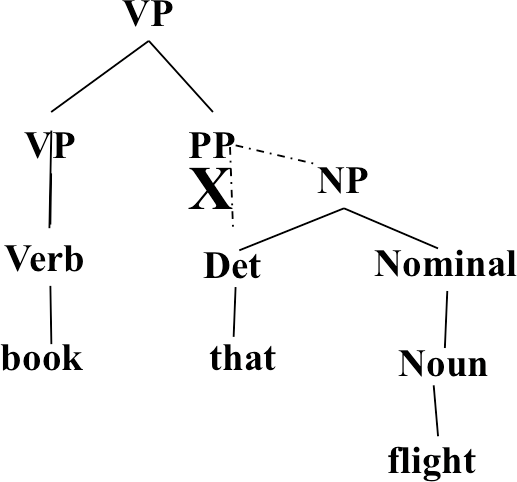 VP
VP PP
X NP
Verb Det Nominal
book that Noun
flight